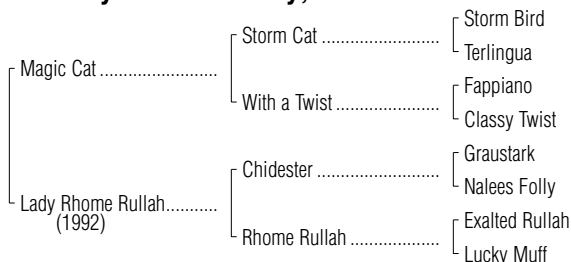 Storm Bird
Storm Cat ........................
Terlingua
Magic Cat ........................
Fappiano
With a Twist .....................
Classy Twist
Graustark
Chidester ........................
Nalees Folly
Lady Rhome Rullah...........
(1992)
Exalted Rullah
Rhome Rullah ..................
Lucky Muff